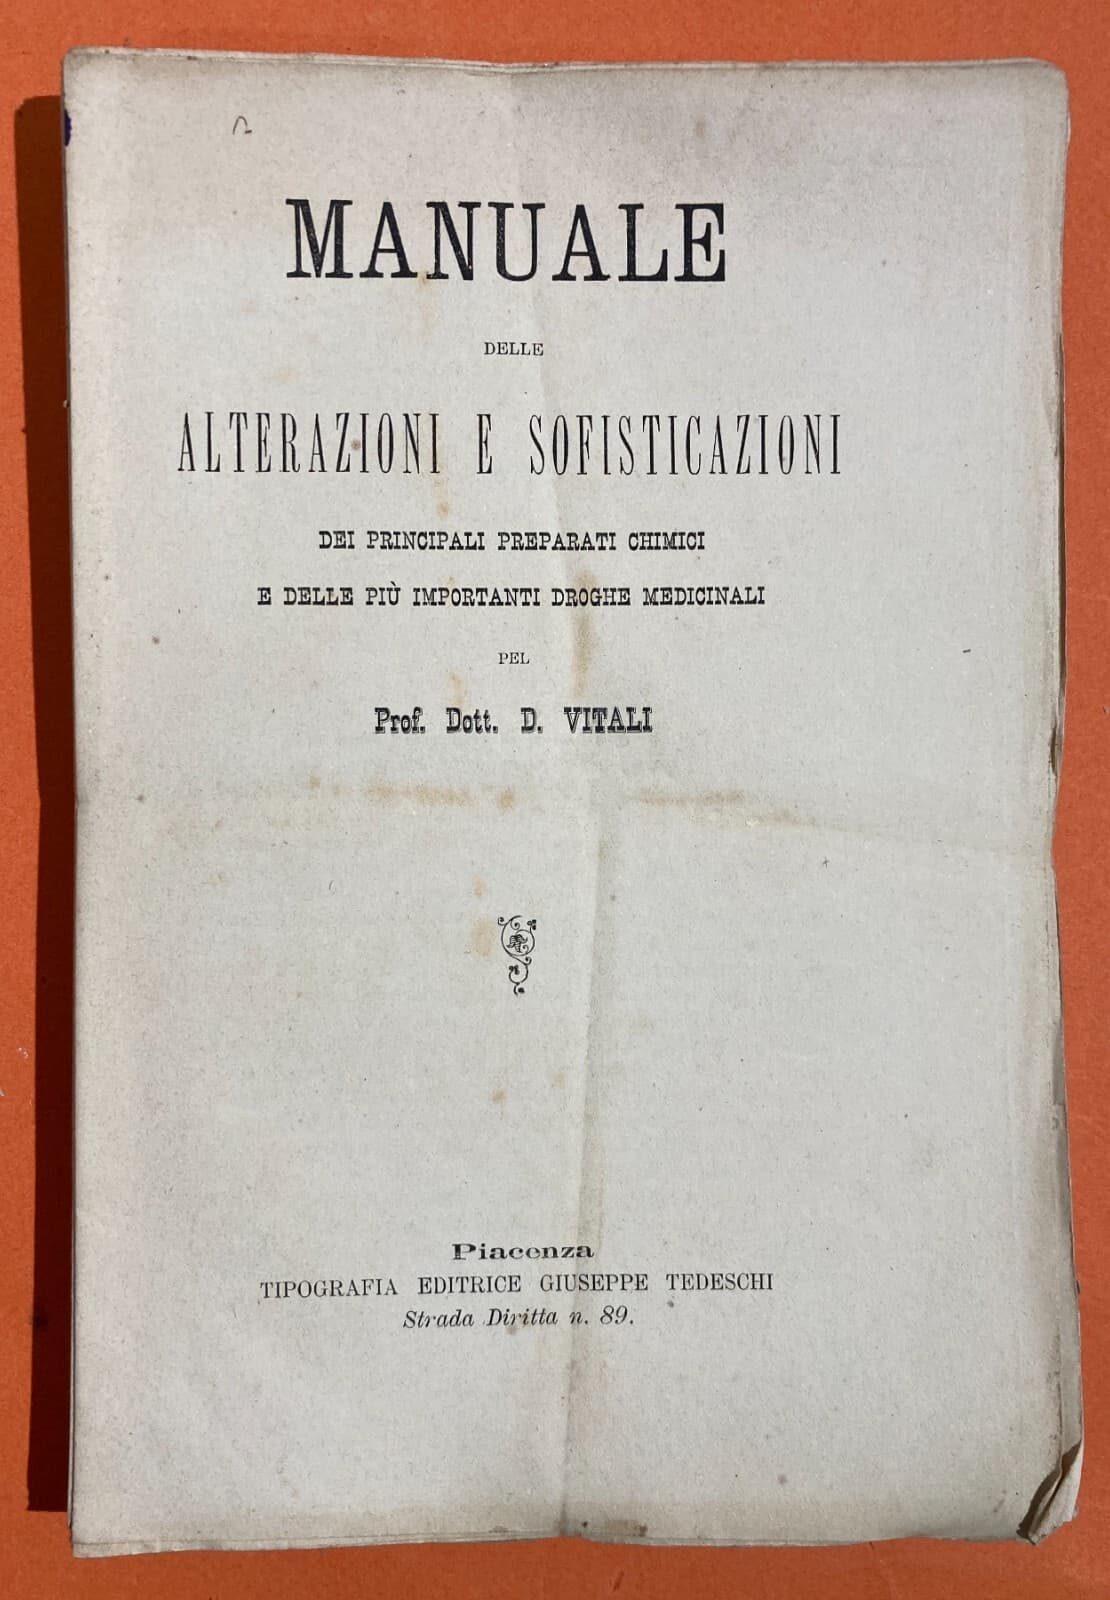 MANUALE
DELLE
ALTERAZIONI E SOFISTICAZIONI
DEI PRINCIPALI PREPARATI CHIMICI
E DELLE PIÙ IMPORTANTI DROGHE MEDICINALI
PEL
Prof. Dott. D. VITALI
Piacenza
TIPOGRAFIA EDITRICE GIUSEPPE TEDESCHI
Strada Diritta n. 89.